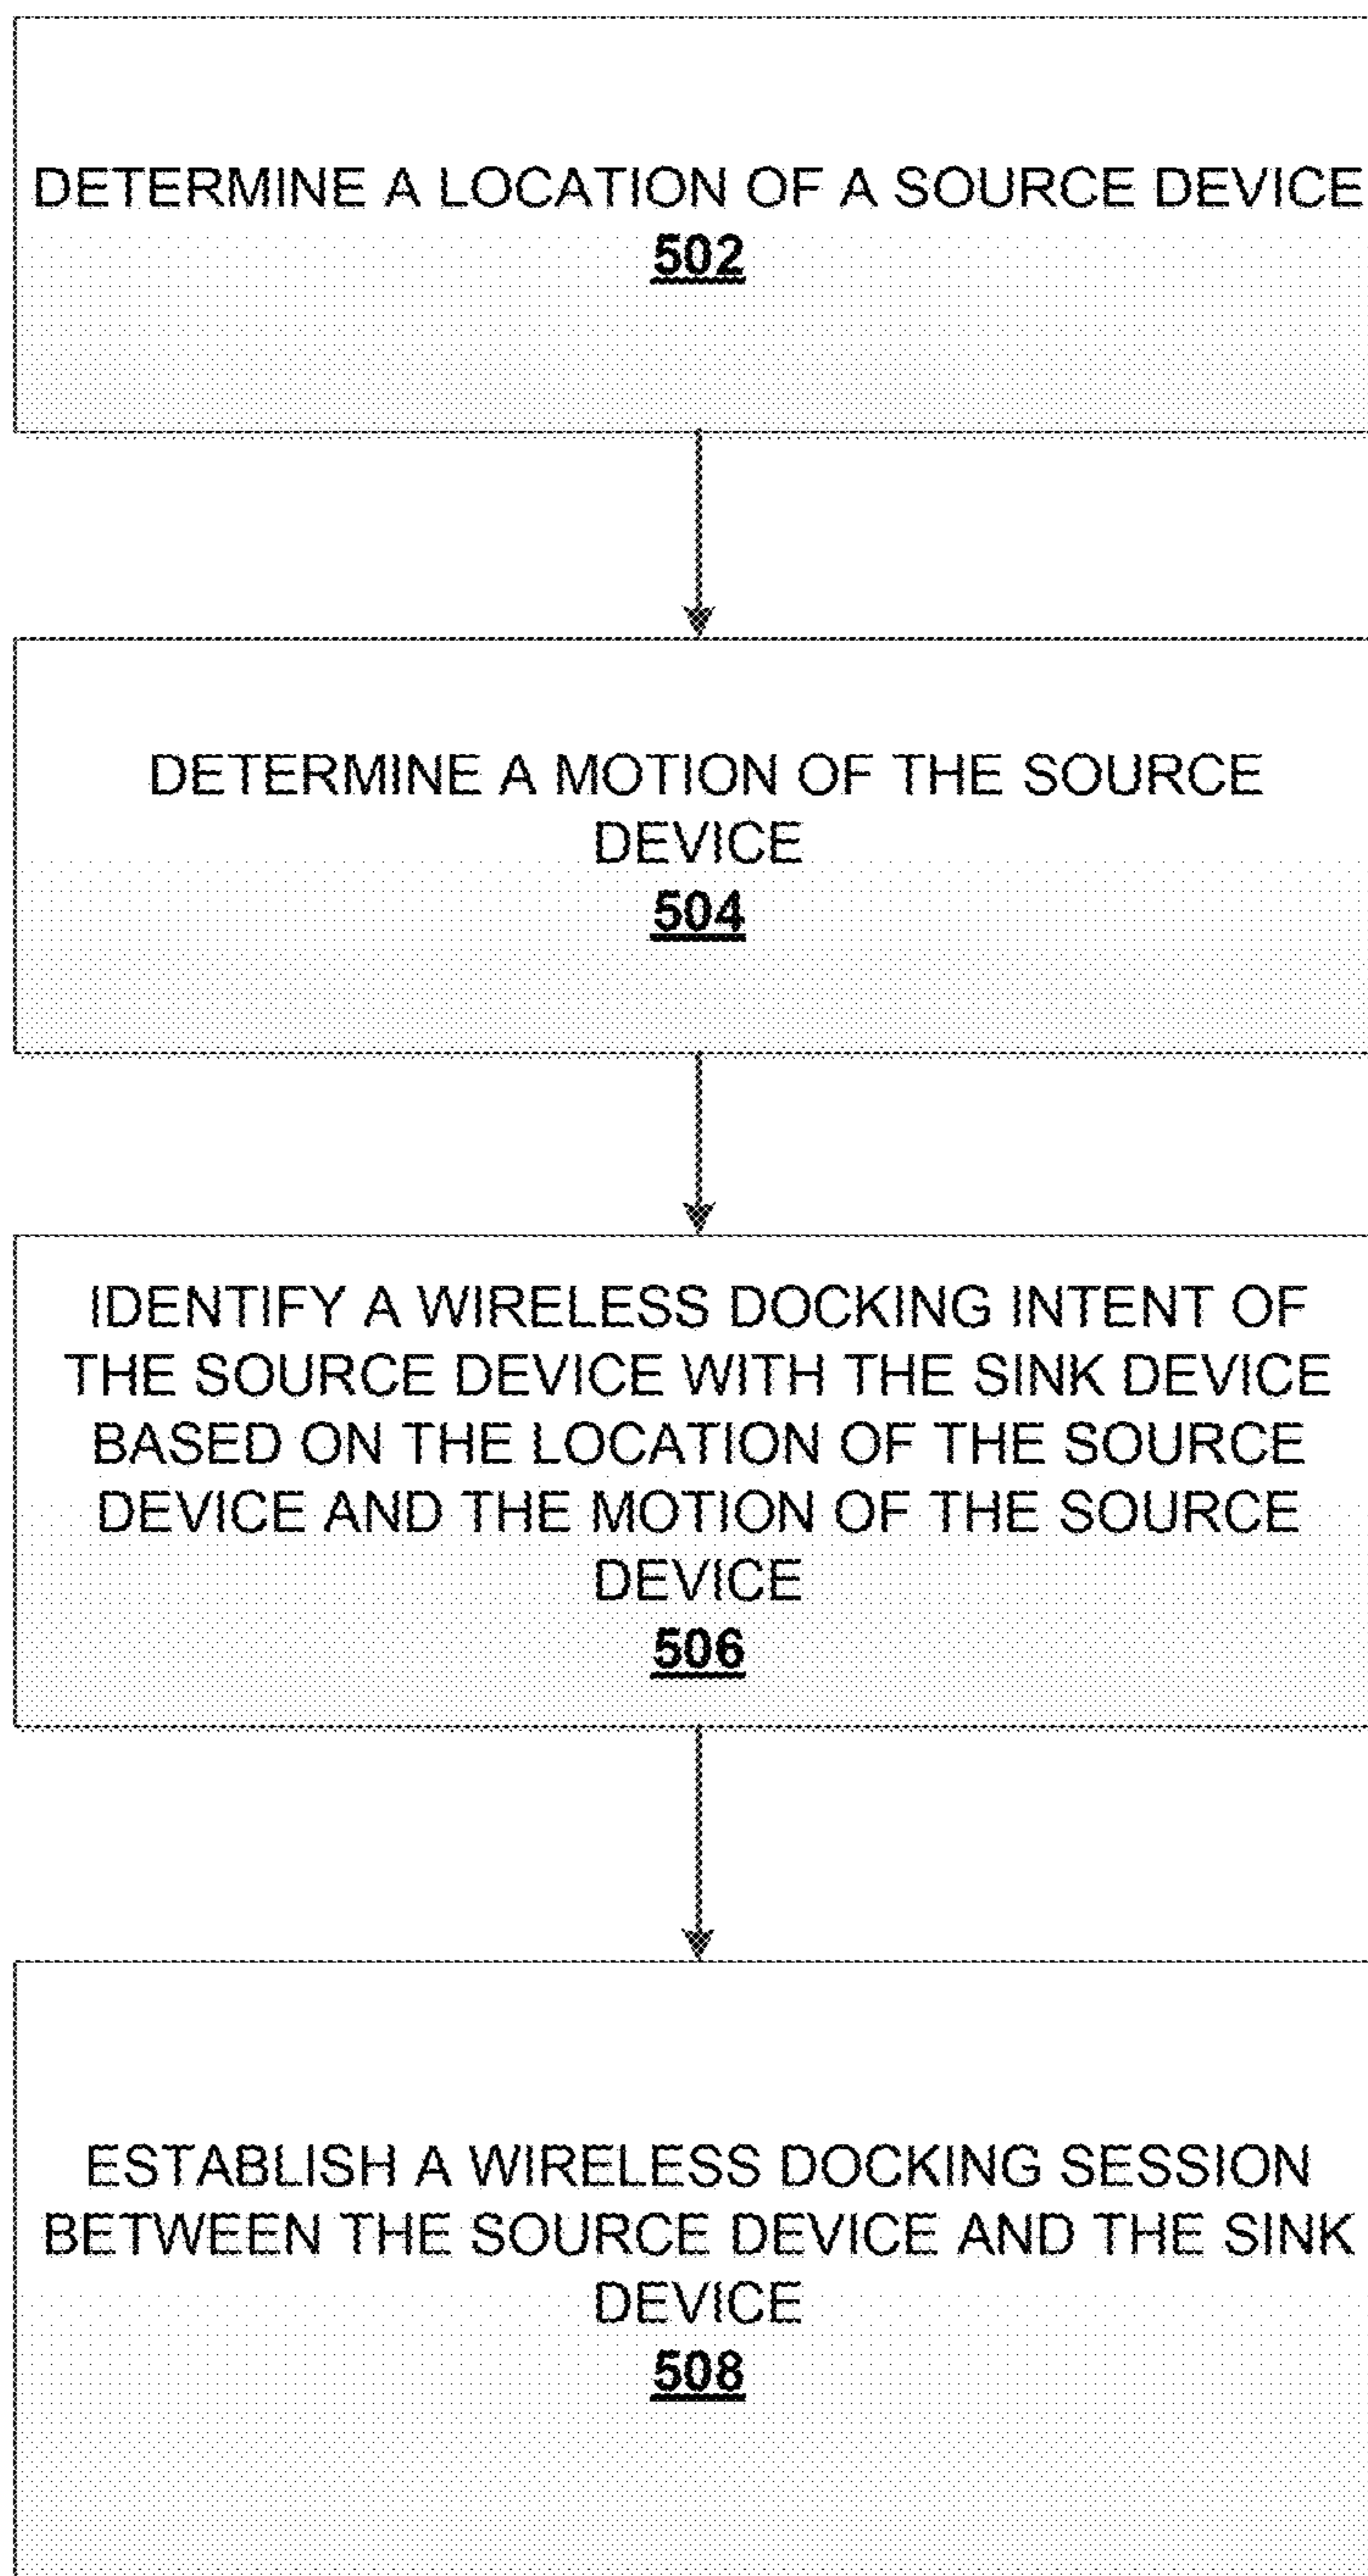 DETERMINE A LOCATION OF A SOURCE DEVICE
502
DETERMINE A MOTION OF THE SOURCE
DEVICE
504
IDENTIFY A WIRELESS DOCKING INTENT OF
THE SOURCE DEVICE WITH THE SINK DEVICE
BASED ON THE LOCATION OF THE SOURCE
DEVICE AND THE MOTION OF THE SOURCE
DEVICE
506
ESTABLISH A WIRELESS DOCKING SESSION
BETWEEN THE SOURCE DEVICE AND THE SINK
DEVICE
508